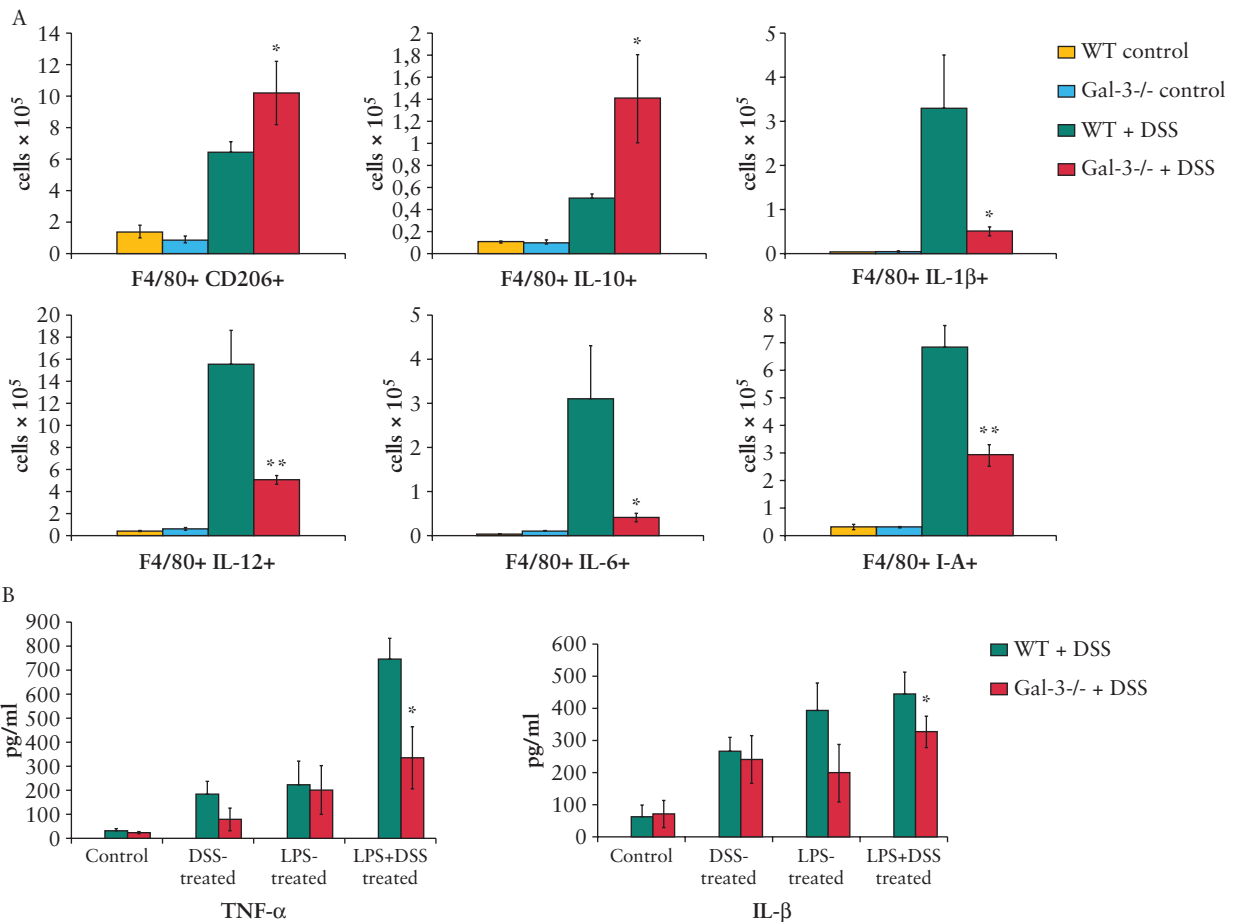 A
cells × 10⁵
14
12
10
8
6
4
2
0
*
F4/80+ CD206+
cells × 10⁵
2
1,8
1,6
1,4
1,2
1
0,8
0,6
0,4
0,2
0
*
F4/80+ IL-10+
cells × 10⁵
5
4
3
2
1
0
*
F4/80+ IL-1β+
WT control
Gal-3-/- control
WT + DSS
Gal-3-/- + DSS
cells × 10⁵
20
18
16
14
12
10
8
6
4
2
0
**
F4/80+ IL-12+
cells × 10⁵
5
4
3
2
1
0
*
F4/80+ IL-6+
cells × 10⁵
8
7
6
5
4
3
2
1
0
**
F4/80+ I-A+
B
pg/ml
900
800
700
600
500
400
300
200
100
0
*
Control
DSS-
treated
LPS-
treated
LPS+DSS
treated
TNF-α
pg/ml
600
500
400
300
200
100
0
*
Control
DSS-
treated
LPS-
treated
LPS+DSS
treated
IL-β
WT + DSS
Gal-3-/- + DSS